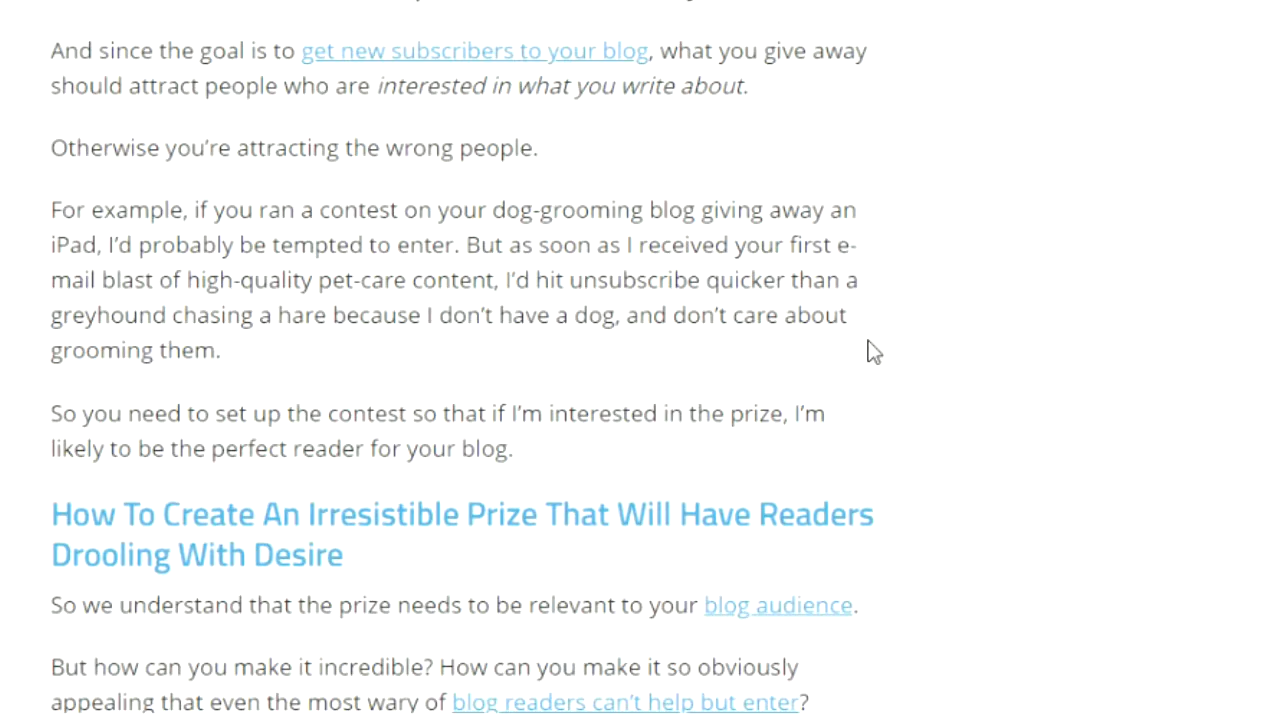 And since the goal is to get new subscribers to your blog, what you give away
should attract people who are interested in what you write about.
Otherwise you’re attracting the wrong people.
For example, if you ran a contest on your dog-grooming blog giving away an
iPad, I’d probably be tempted to enter. But as soon as I received your first e-
mail blast of high-quality pet-care content, I’d hit unsubscribe quicker than a
greyhound chasing a hare because I don’t have a dog, and don’t care about
grooming them.
So you need to set up the contest so that if I’m interested in the prize, I’m
likely to be the perfect reader for your blog.
How To Create An Irresistible Prize That Will Have Readers
Drooling With Desire
So we understand that the prize needs to be relevant to your blog audience.
But how can you make it incredible? How can you make it so obviously
appealing that even the most wary of blog readers can’t help but enter?